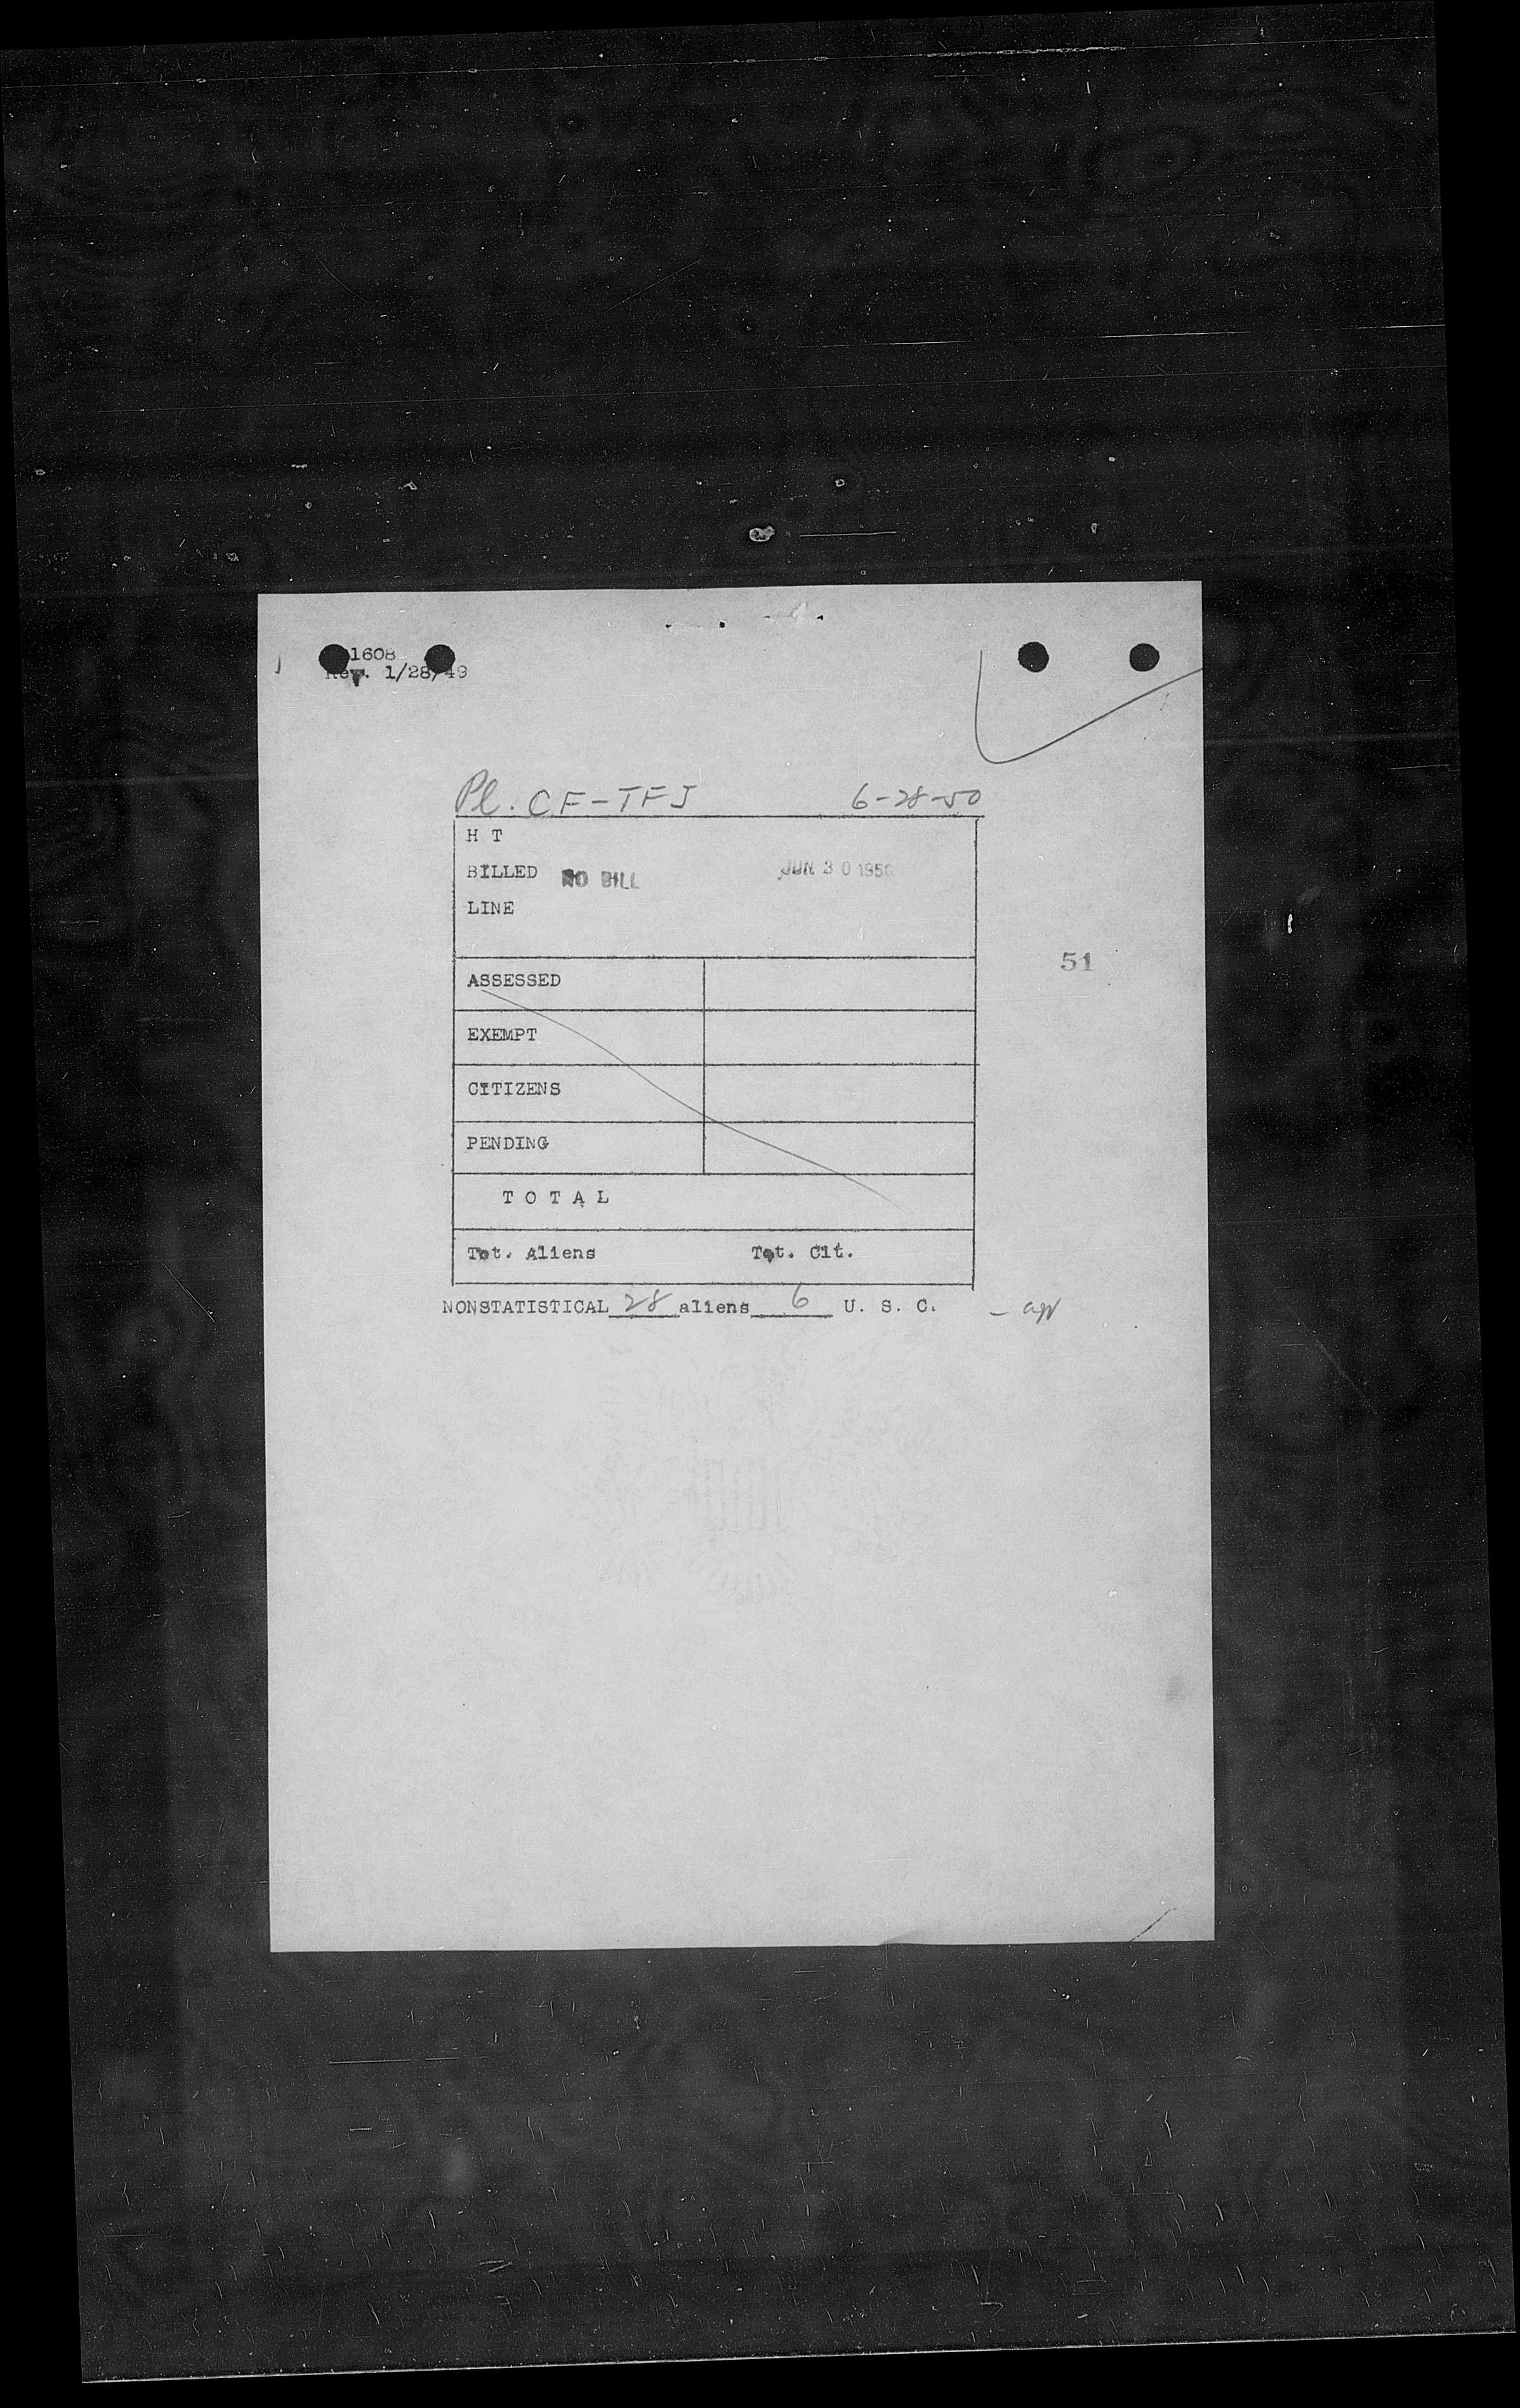 1608
Rev. 1/28/49
Pl. CF-TFJ 6-28-50
H T
BILLED NO BILL JUN 30 1950
LINE
51
ASSESSED
EXEMPT
CITIZENS
PENDING
T O T A L
Tot. Aliens Tot. Cit.
NONSTATISTICAL 28 aliens 6 U. S. C.